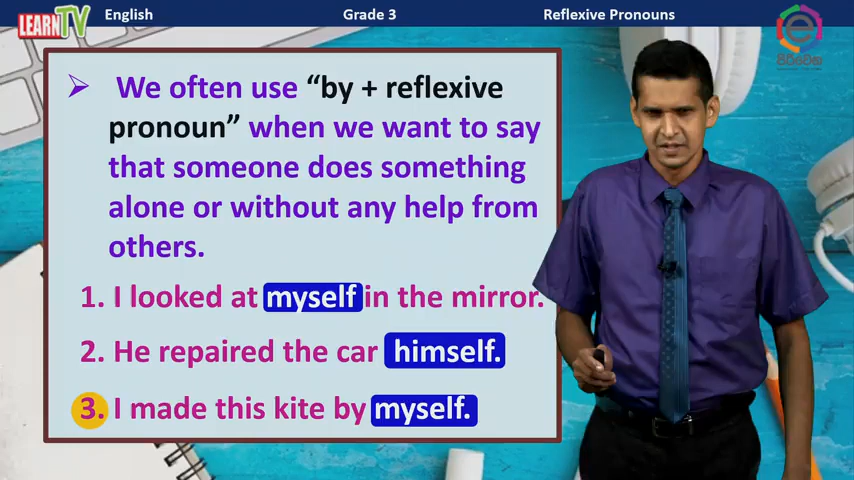 LEARN TV
English
Grade 3
Reflexive Pronouns
➢ We often use “by + reflexive
pronoun” when we want to say
that someone does something
alone or without any help from
others.
1. I looked at myself in the mirror.
2. He repaired the car himself.
3. I made this kite by myself.